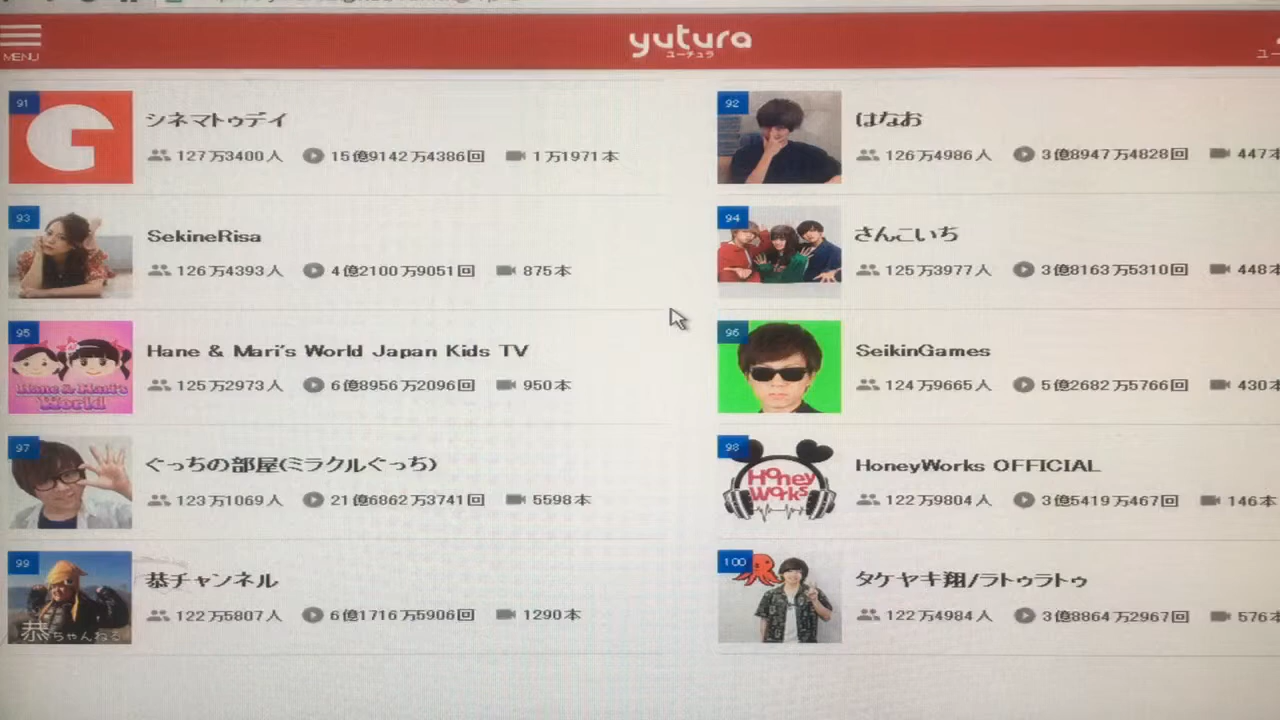 yutura
ユーチュラ
MENU
ユー
91
シネマトゥデイ
127万3400人 15億9142万4386回 1万1971本
92
はなお
126万4986人 3億8947万4828回 447本
93
SekineRisa
126万4393人 4億2100万9051回 875本
94
さんこいち
125万3977人 3億8163万5310回 448本
95
Hane & Mari's World Japan Kids TV
125万2973人 6億8956万2096回 950本
Hane & Mari's
World
96
SeikinGames
124万9665人 5億2682万5766回 430本
97
ぐっちの部屋(ミラクルぐっち)
123万1069人 21億6862万3741回 5598本
98
HoneyWorks OFFICIAL
122万9804人 3億5419万467回 146本
Honey
Works
99
恭チャンネル
122万5807人 6億1716万5906回 1290本
恭ちゃんねる
100
タケヤキ翔/ラトゥラトゥ
122万4984人 3億8864万2967回 576本